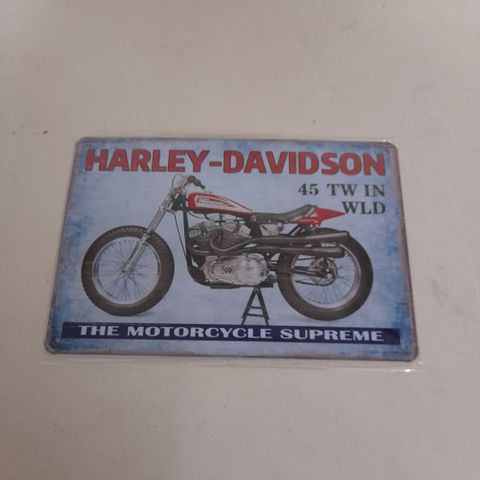 HARLEY-DAVIDSON
45 TW IN
WLD
THE MOTORCYCLE SUPREME